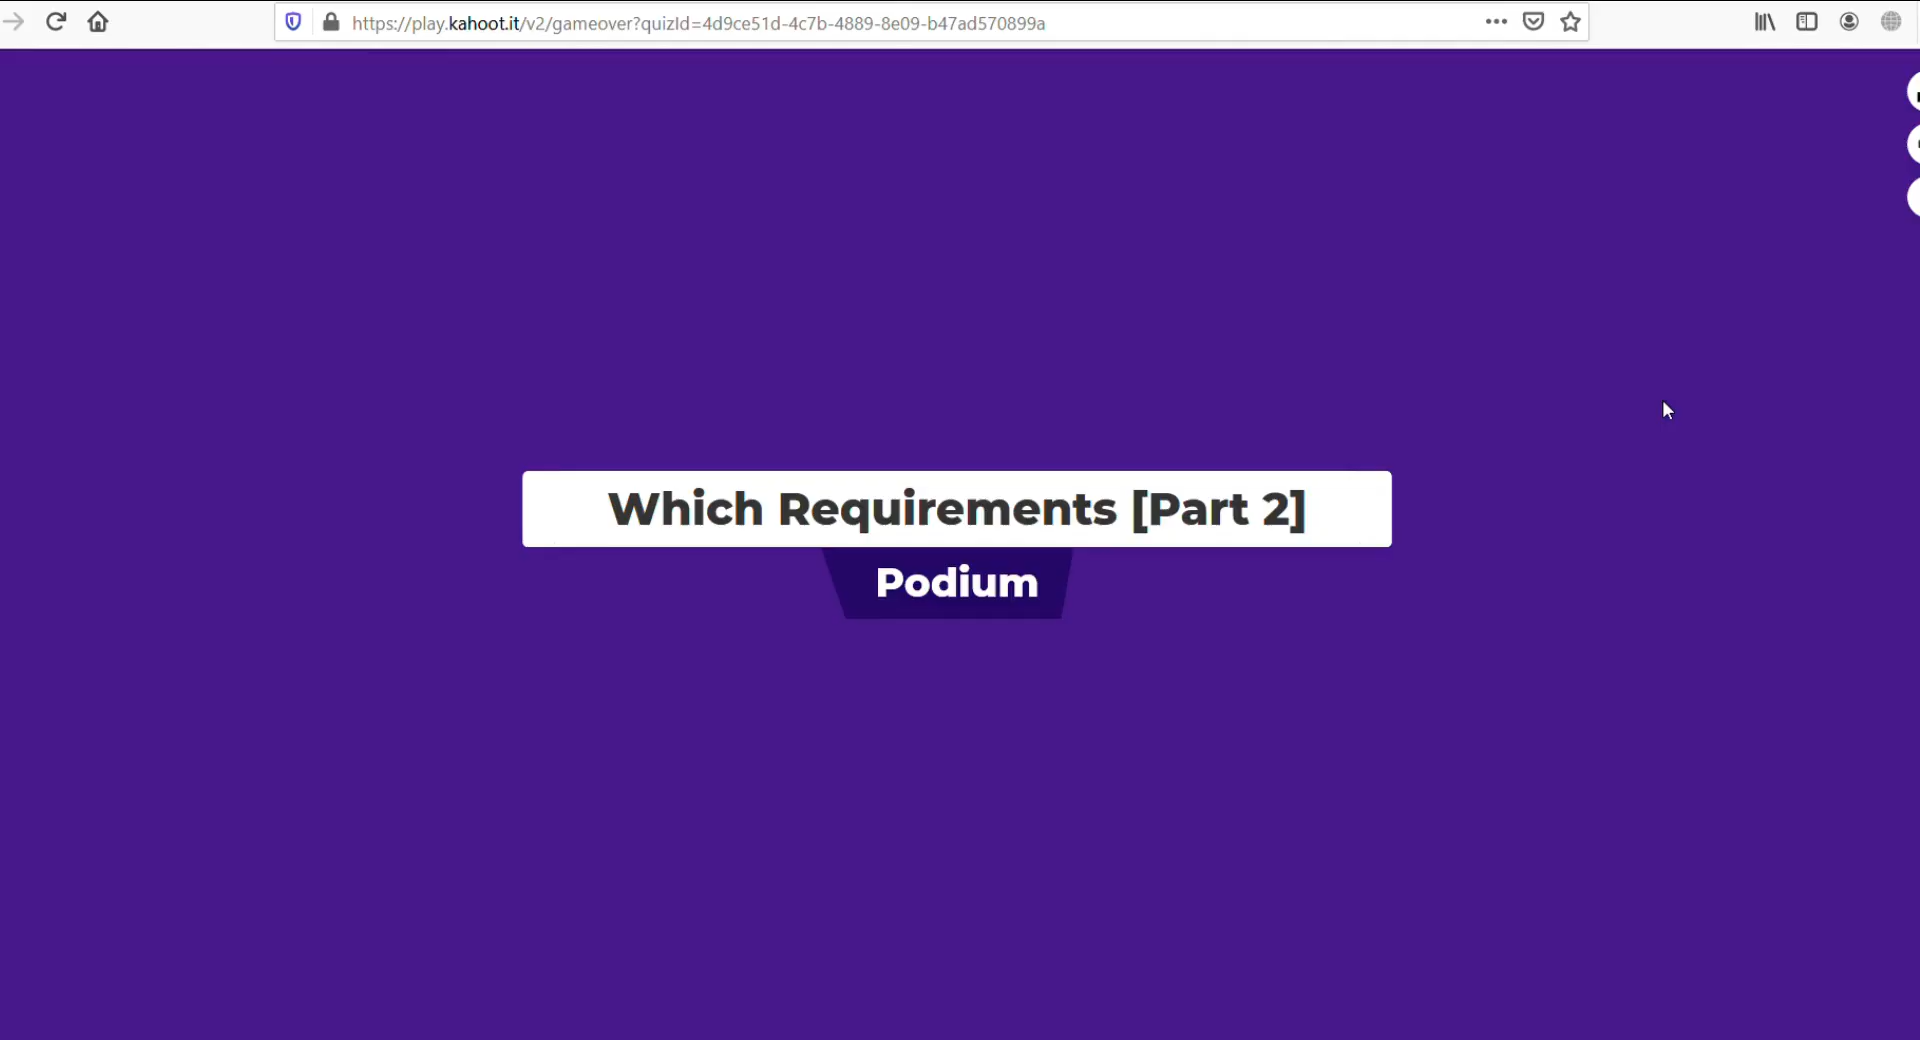 https://play.kahoot.it/v2/gameover?quizId=4d9ce51d-4c7b-4889-8e09-b47ad570899a
Which Requirements [Part 2]
Podium